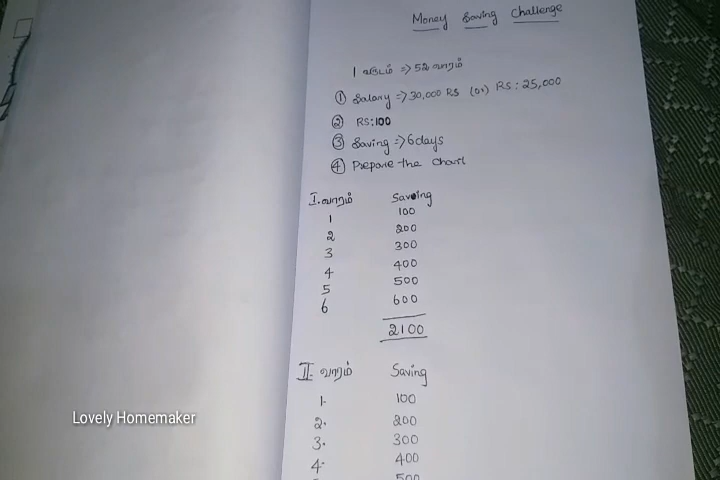 Money Saving Challenge
1 வருடம் => 52 வாரம்
① Salary => 30,000 RS (or) RS: 25,000
② RS:100
③ Saving => 6 days
④ Prepare the chart
I. வாரம் Saving
1 100
2 200
3 300
4 400
5 500
6 600
2100
II. வாரம் Saving
1. 100
2. 200
3. 300
4. 400
500
Lovely Homemaker